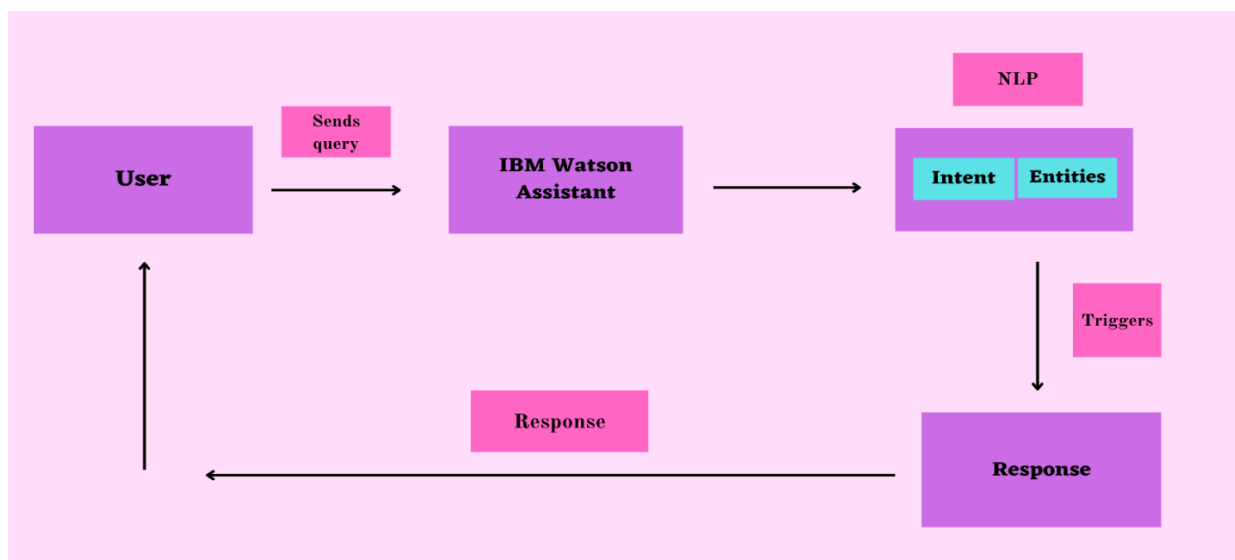 NLP
Sends
query
User
IBM Watson
Assistant
Intent
Entities
Triggers
Response
Response